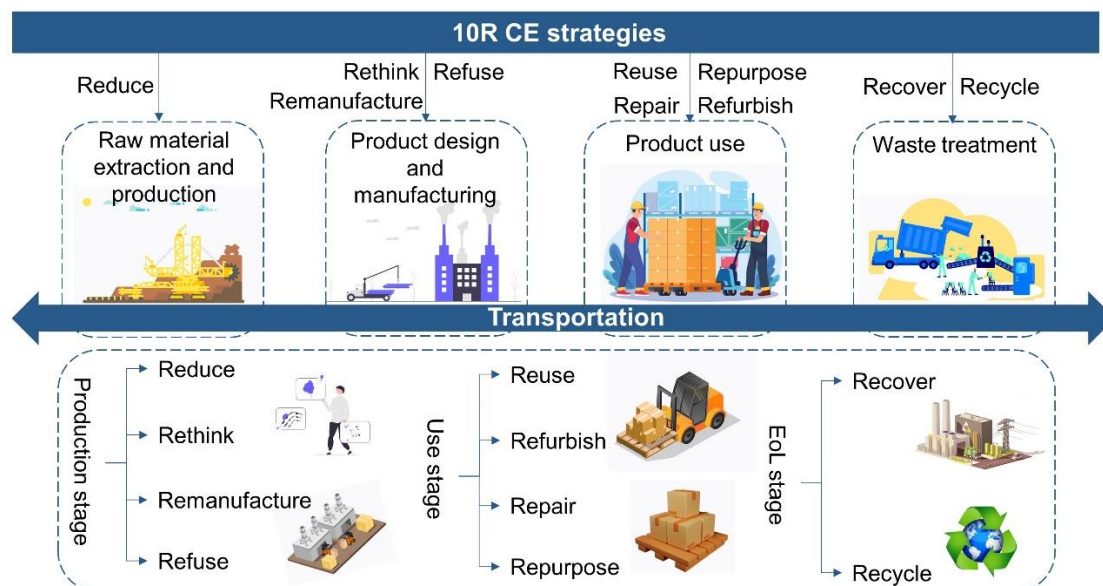 10R CE strategies
Reduce
Rethink Refuse
Remanufacture
Reuse Repurpose
Repair Refurbish
Recover Recycle
Raw material
extraction and
production
Product design
and
manufacturing
Product use
Waste treatment
Transportation
Production stage
Reduce
Rethink
Remanufacture
Refuse
Use stage
Reuse
Refurbish
Repair
Repurpose
EoL stage
Recover
Recycle